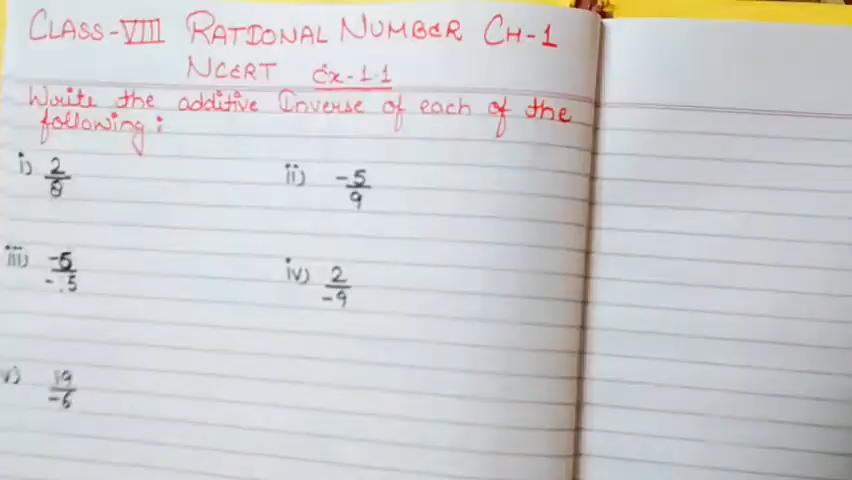 CLASS-VIII RATIONAL NUMBER CH-1
NCERT Ex-1.1
Write the additive Inverse of each of the
following:
i) 2/8 ii) -5/9
iii) -6/-.5 iv) 2/-9
v) 19/-6